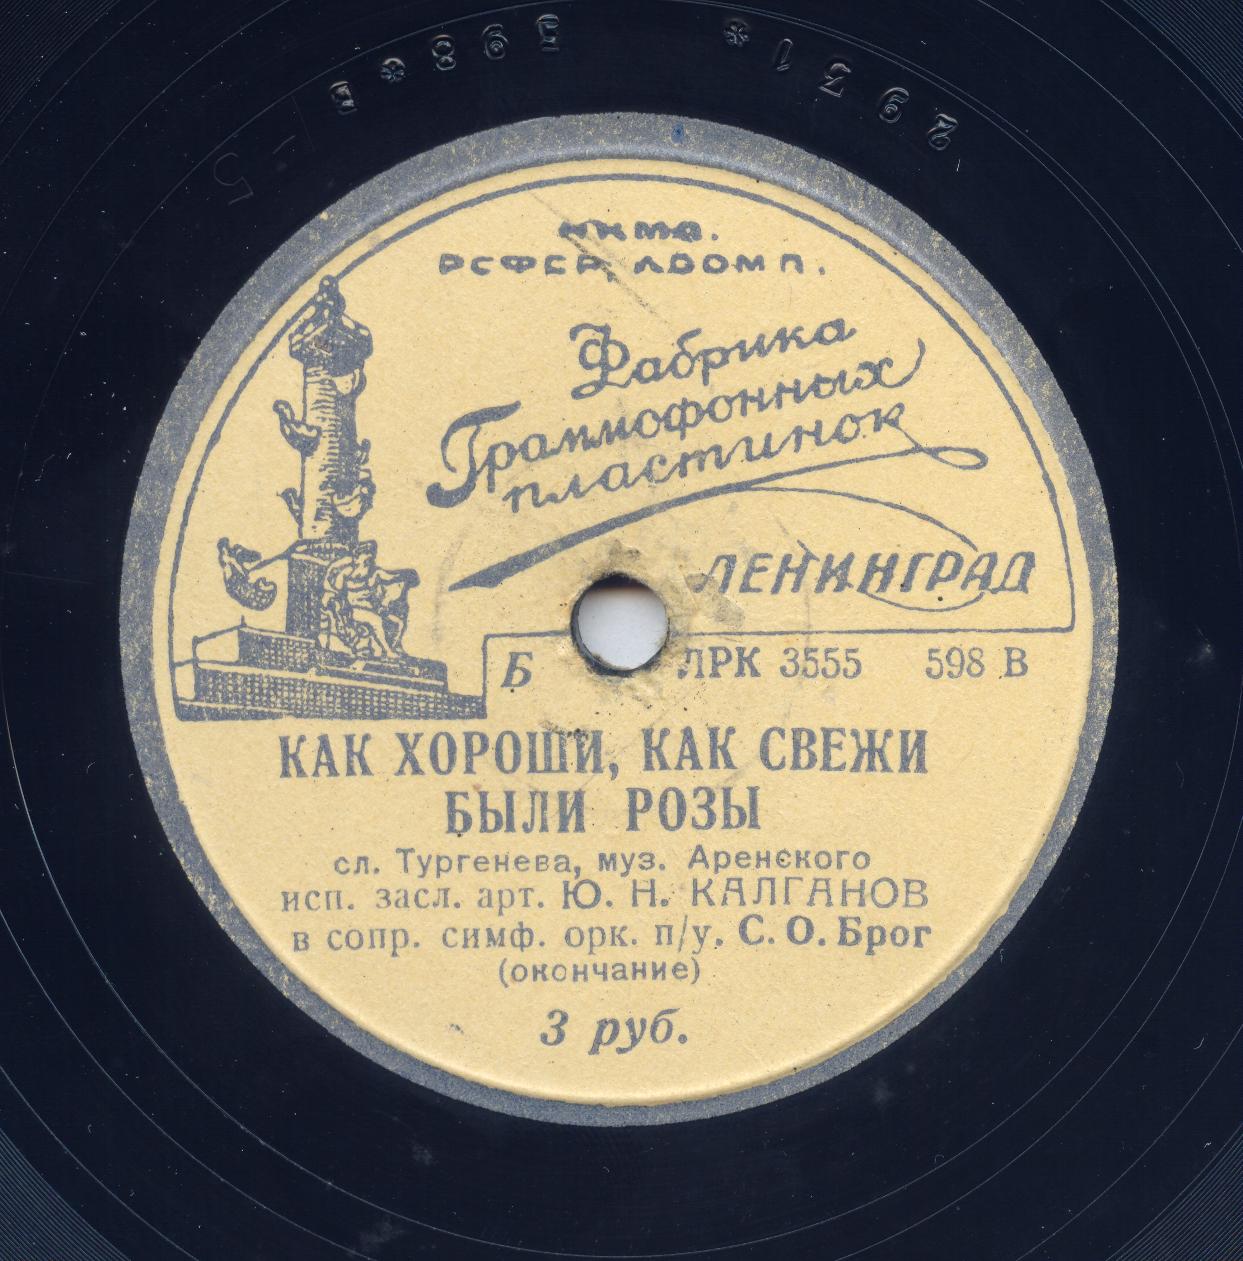 НКМП.
РСФСР, ЛООМП.
Фабрика
Граммофонных
пластинок
ЛЕНИНГРАД
Б ЛРК 3555 598 В
КАК ХОРОШИ, КАК СВЕЖИ
БЫЛИ РОЗЫ
сл. Тургенева, муз. Аренского
исп. засл. арт. Ю. Н. КАЛГАНОВ
в сопр. симф. орк. п/у. С. О. Брог
(окончание)
3 руб.